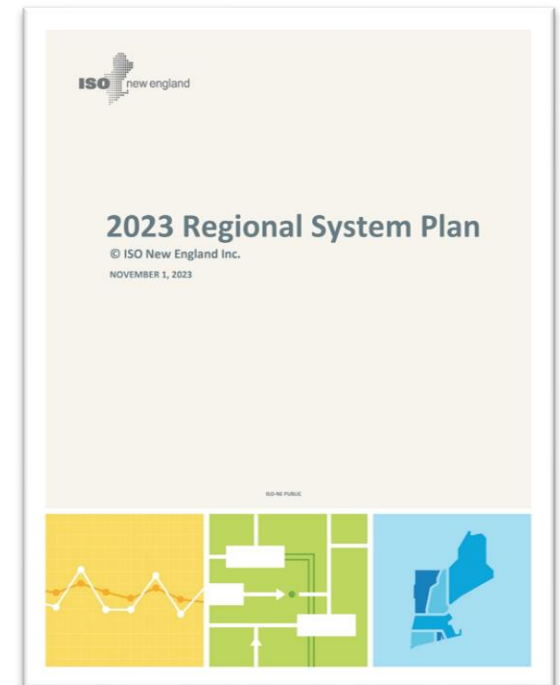 ISO new england
2023 Regional System Plan
© ISO New England Inc.
NOVEMBER 1, 2023
ISO-NE PUBLIC